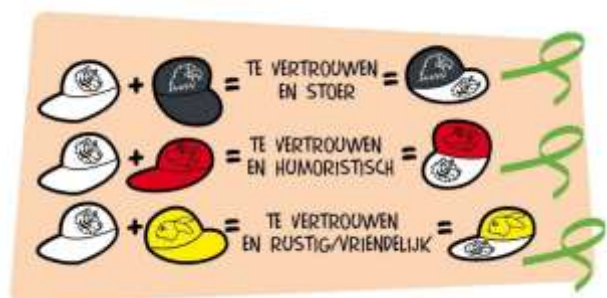 + = TE VERTROUWEN =
EN STOER
+ = TE VERTROUWEN =
EN HUMORISTISCH
+ = TE VERTROUWEN =
EN RUSTIG/VRIENDELIJK